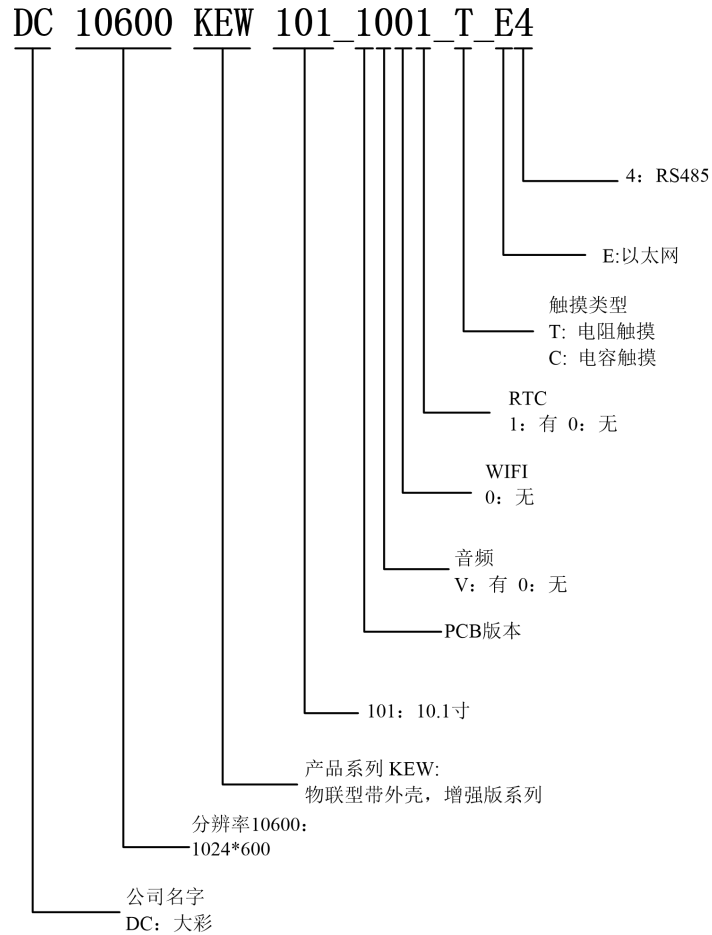 DC 10600 KEW 101_1001_T_E4
4：RS485
E:以太网
触摸类型
T：电阻触摸
C：电容触摸
RTC
1：有 0：无
WIFI
0：无
音频
V：有 0：无
PCB版本
101：10.1寸
产品系列 KEW:
物联型带外壳，增强版系列
分辨率10600：
1024*600
公司名字
DC：大彩